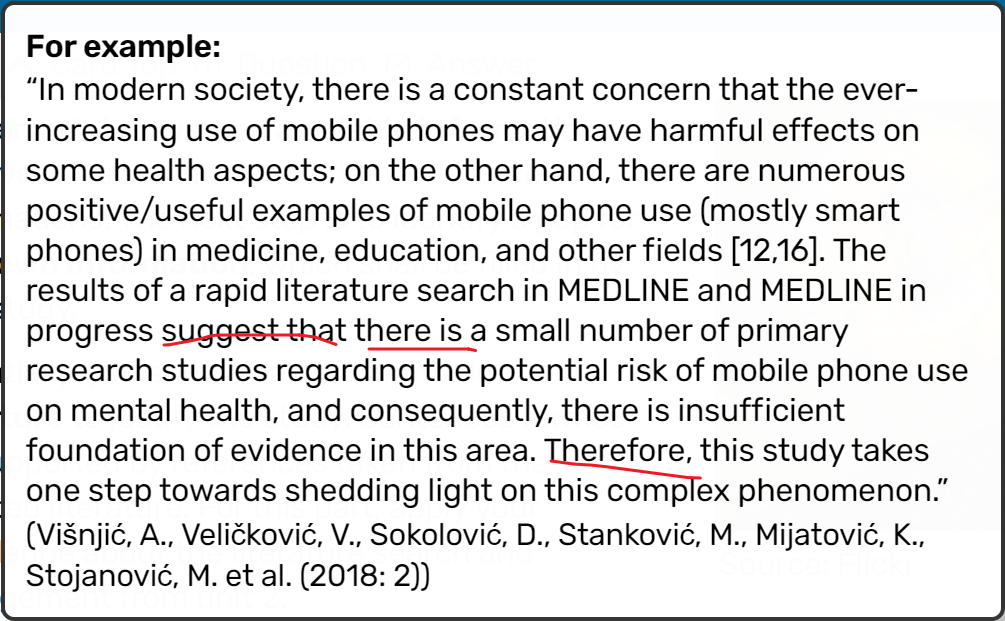 For example:
“In modern society, there is a constant concern that the ever-
increasing use of mobile phones may have harmful effects on
some health aspects; on the other hand, there are numerous
positive/useful examples of mobile phone use (mostly smart
phones) in medicine, education, and other fields [12,16]. The
results of a rapid literature search in MEDLINE and MEDLINE in
progress suggest that there is a small number of primary
research studies regarding the potential risk of mobile phone use
on mental health, and consequently, there is insufficient
foundation of evidence in this area. Therefore, this study takes
one step towards shedding light on this complex phenomenon.”
(Višnjić, A., Veličković, V., Sokolović, D., Stanković, M., Mijatović, K.,
Stojanović, M. et al. (2018: 2))